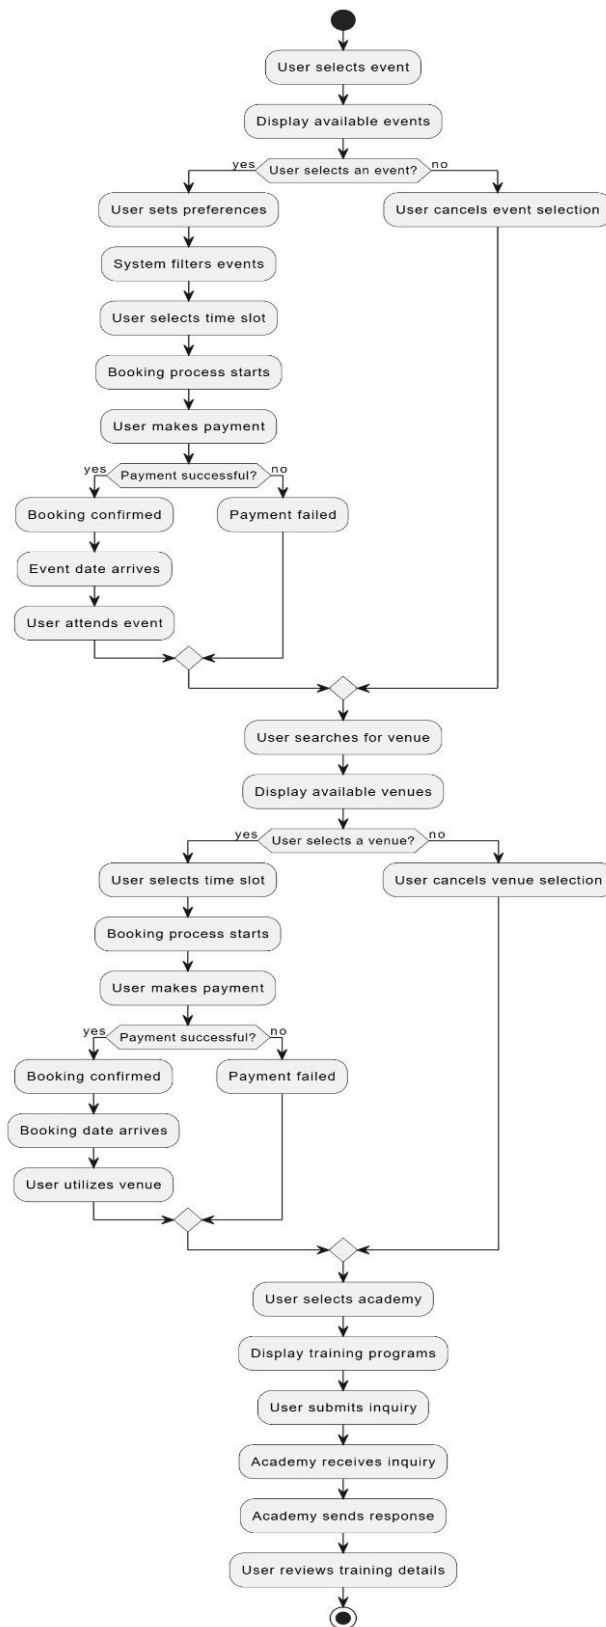 User selects event
Display available events
yes
User selects an event?
no
User sets preferences
User cancels event selection
System filters events
User selects time slot
Booking process starts
User makes payment
yes
Payment successful?
no
Booking confirmed
Payment failed
Event date arrives
User attends event
User searches for venue
Display available venues
yes
User selects a venue?
no
User selects time slot
User cancels venue selection
Booking process starts
User makes payment
yes
Payment successful?
no
Booking confirmed
Payment failed
Booking date arrives
User utilizes venue
User selects academy
Display training programs
User submits inquiry
Academy receives inquiry
Academy sends response
User reviews training details